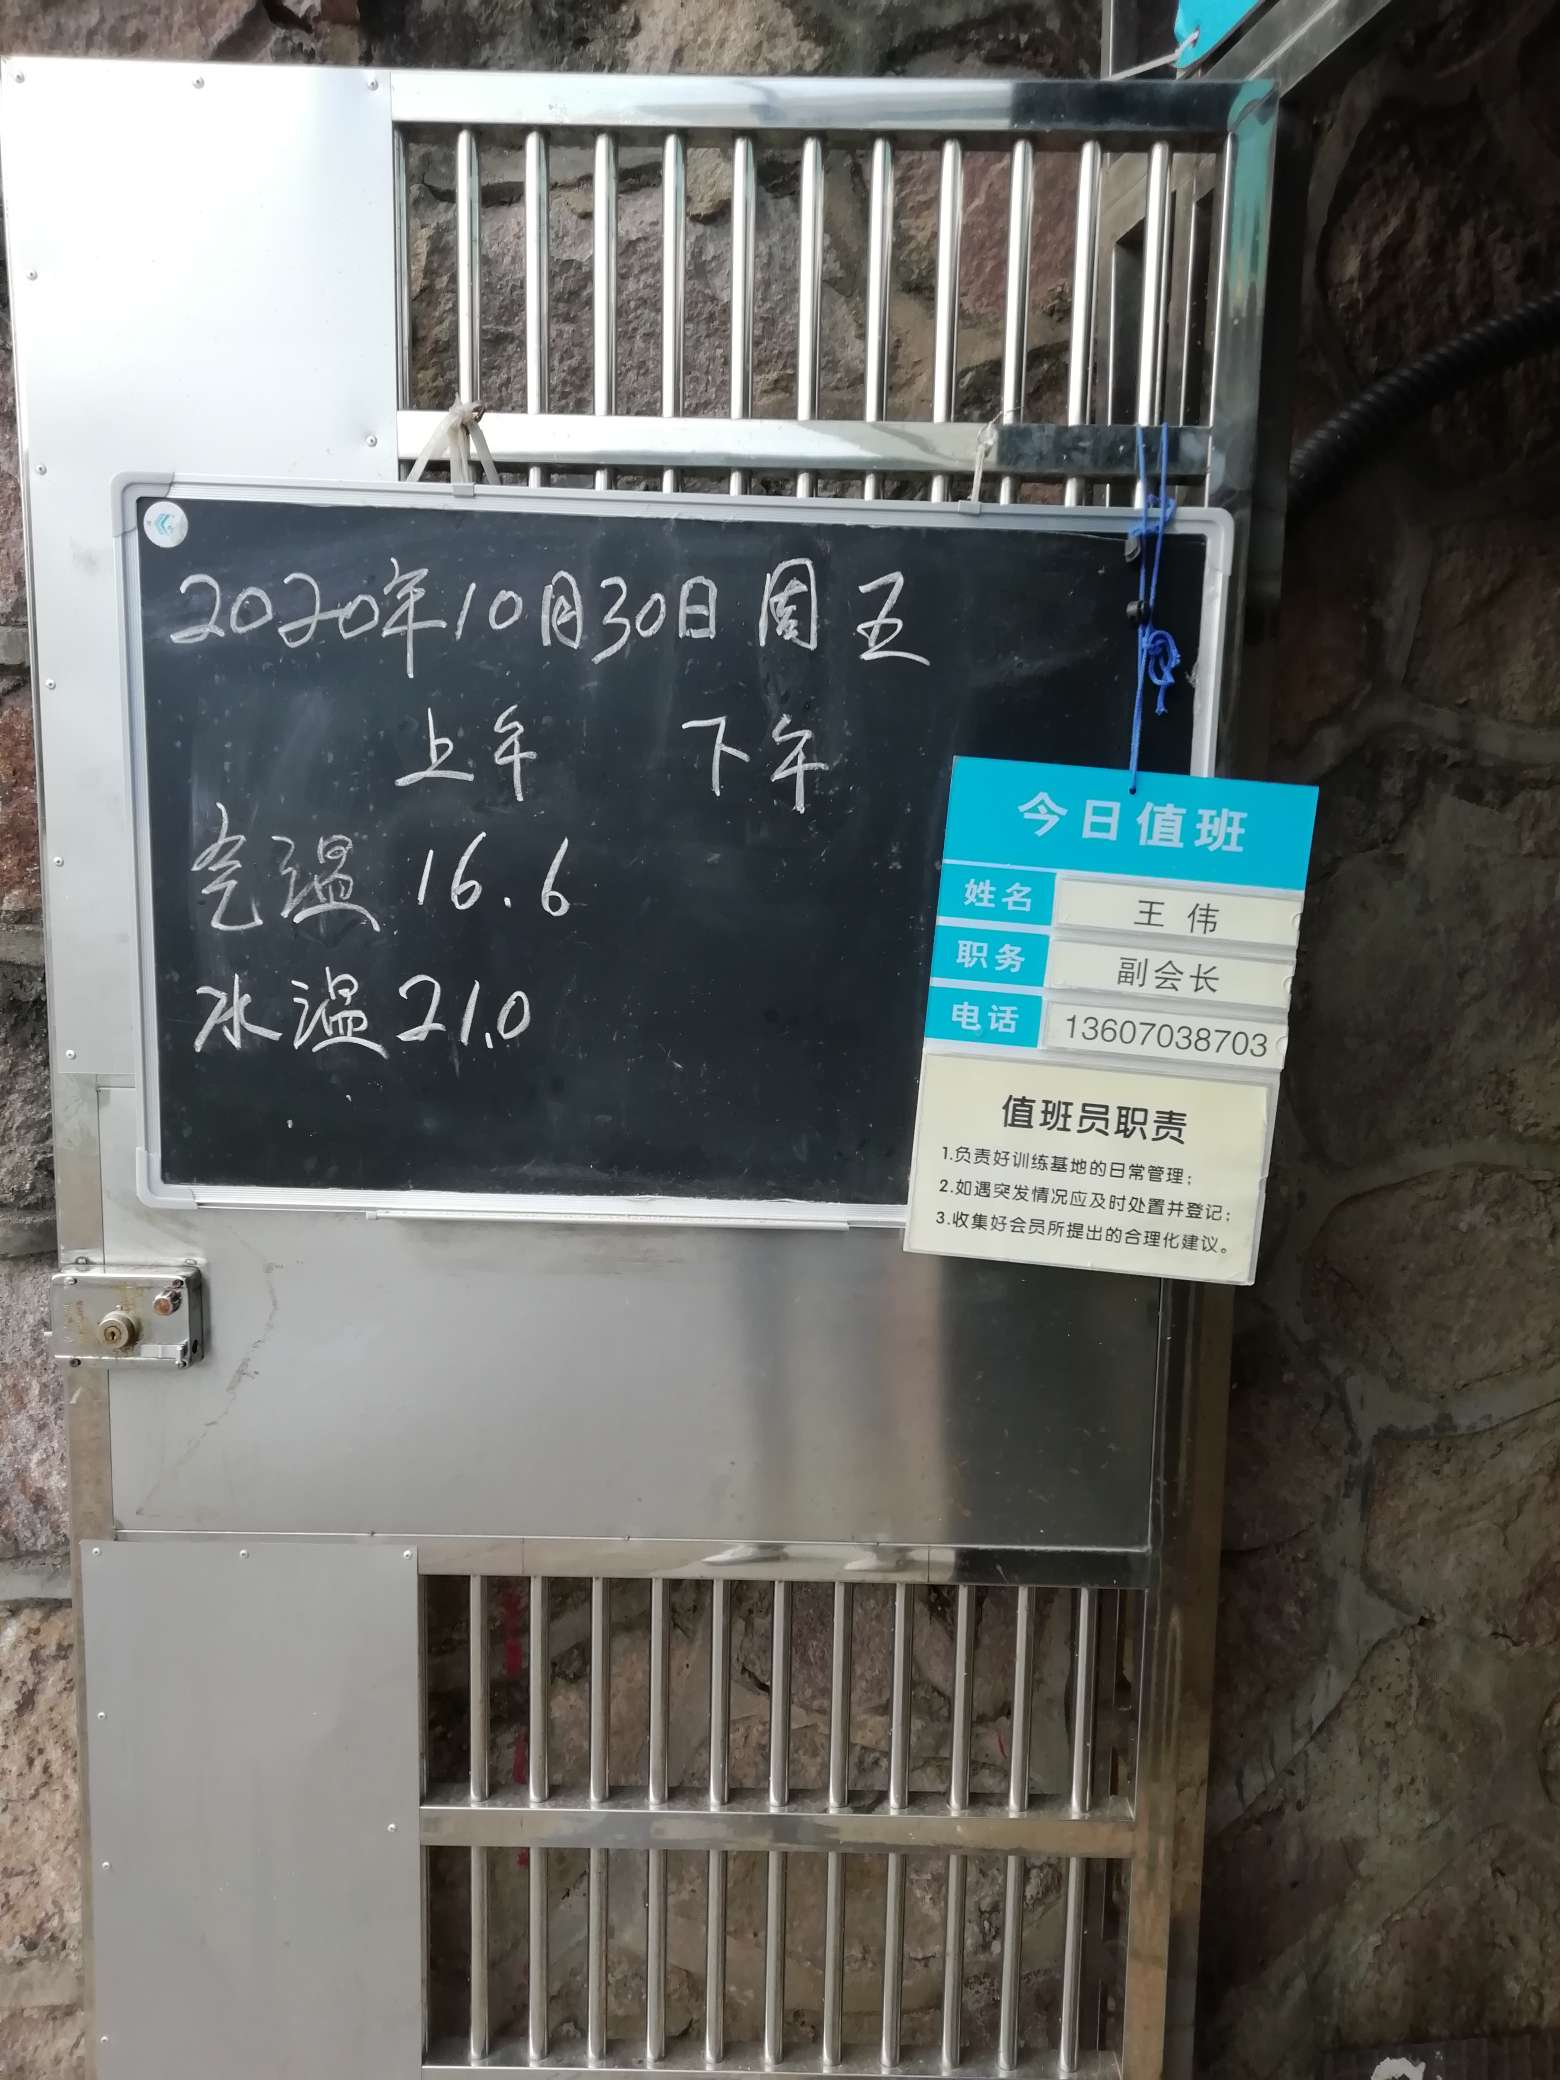 2020年10月30日 周五
上午 下午
气温 16.6
水温 21.0
今日值班
姓名 王伟
职务 副会长
电话 13607038703
值班员职责
1.负责好训练基地的日常管理；
2.如遇突发情况应及时处置并登记；
3.收集好会员所提出的合理化建议。